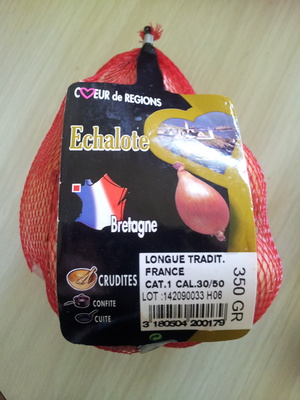 CŒUR de REGIONS
Echalote
Bretagne
CRUDITES
CONFITE
CUITE
LONGUE TRADIT.
FRANCE
CAT.1 CAL.30/50
LOT :142090033 H06
3 180504 200179
350 GR